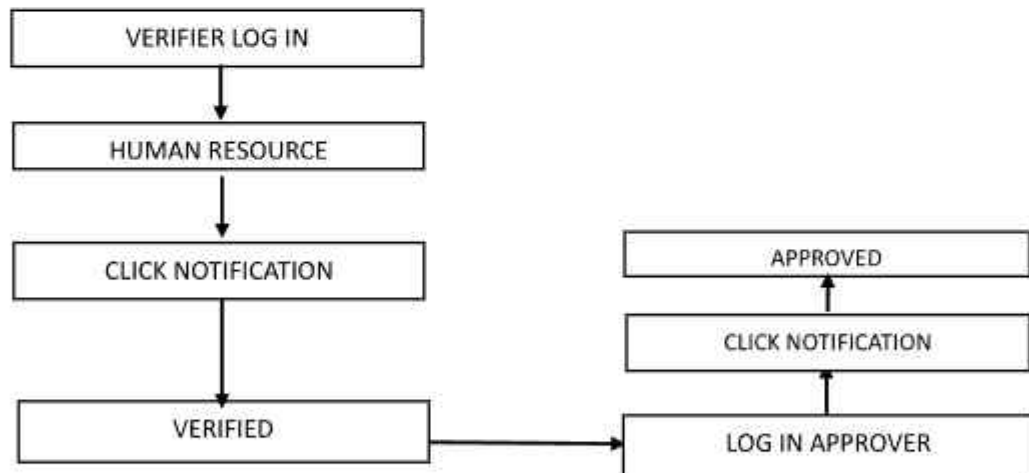 VERIFIER LOG IN
HUMAN RESOURCE
CLICK NOTIFICATION
VERIFIED
LOG IN APPROVER
CLICK NOTIFICATION
APPROVED